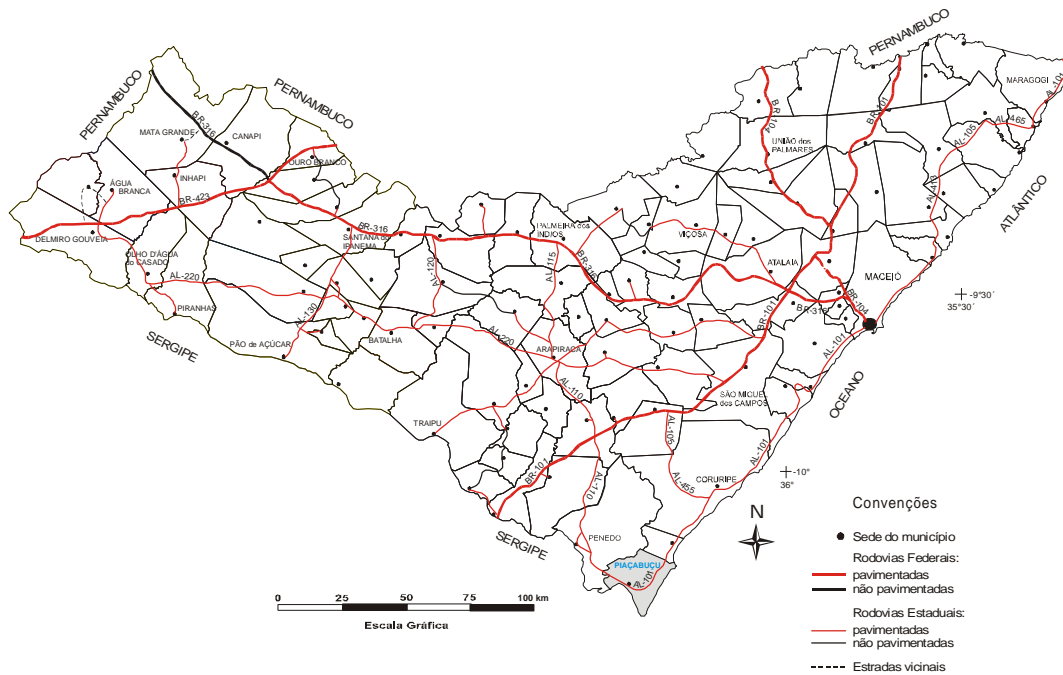 PERNAMBUCO
PERNAMBUCO
PERNAMBUCO
MARAGOGI
AL-101
AL-465
AL-105
AL-413
BR-104
BR-101
UNIÃO dos
PALMARES
ATLÂNTICO
BR-316
MATA GRANDE
CANAPI
OURO BRANCO
ÁGUA
BRANCA
INHAPI
BR-423
DELMIRO GOUVEIA
OLHO D'ÁGUA
do CASADO
AL-220
PIRANHAS
BR-316
SANTANA do
IPANEMA
AL-120
AL-130
PALMEIRA dos
ÍNDIOS
BR-316
AL-115
VIÇOSA
ATALAIA
MACEIÓ
BR-316
BR-104
BR-101
AL-101
-9°30´
35°30´
SERGIPE
PÃO de AÇÚCAR
BATALHA
AL-220
ARAPIRACA
AL-110
OCEANO
SÃO MIGUEL
dos CAMPOS
TRAIPU
AL-105
AL-101
AL-455
CORURIPE
-10°
36°
BR-101
AL-110
SERGIPE
PENEDO
PIAÇABUÇU
AL-101
N
0 25 50 75 100 km
Escala Gráfica
Convenções
Sede do município
Rodovias Federais:
pavimentadas
não pavimentadas
Rodovias Estaduais:
pavimentadas
não pavimentadas
Estradas vicinais